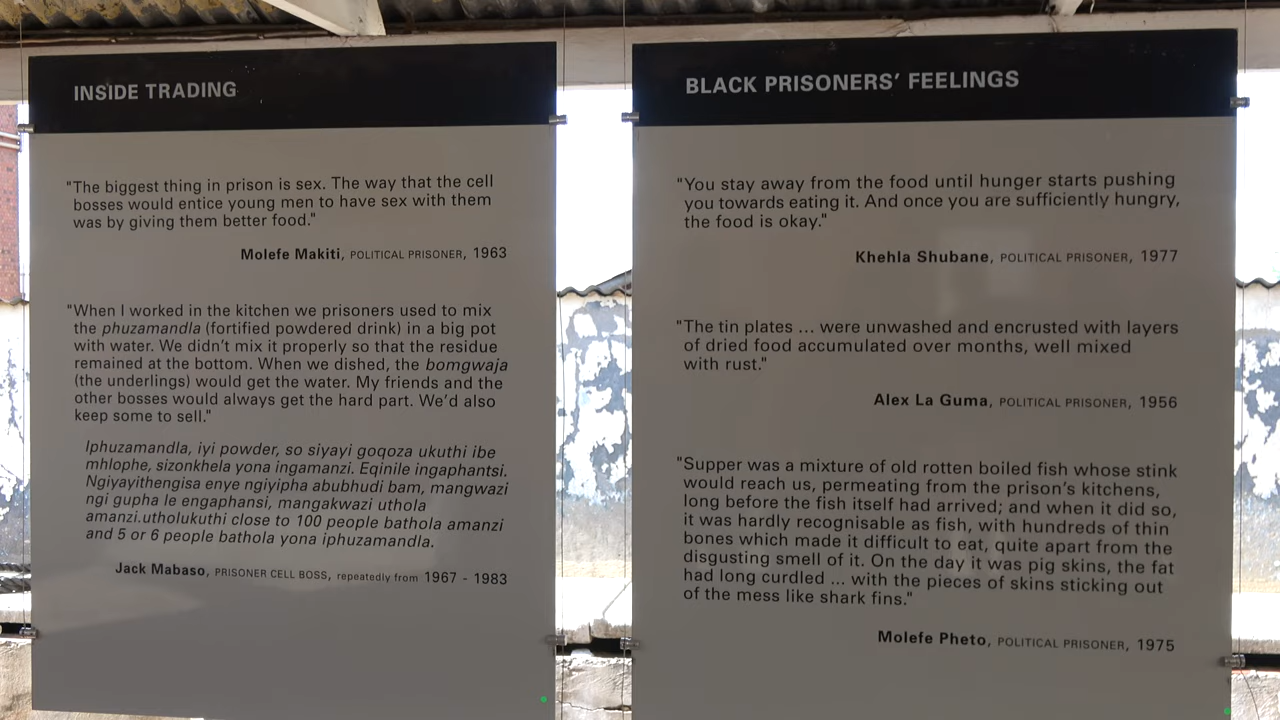 INSIDE TRADING
"The biggest thing in prison is sex. The way that the cell
bosses would entice young men to have sex with them
was by giving them better food."
Molefe Makiti, POLITICAL PRISONER, 1963
"When I worked in the kitchen we prisoners used to mix
the phuzamandla (fortified powdered drink) in a big pot
with water. We didn't mix it properly so that the residue
remained at the bottom. When we dished, the bomgwaja
(the underlings) would get the water. My friends and the
other bosses would always get the hard part. We'd also
keep some to sell."
Iphuzamandla, iyi powder, so siyayi goqoza ukuthi ibe
mhlophe, sizonkhela yona ingamanzi. Eqinile ingaphantsi.
Ngiyayithengisa enye ngiyipha abubhudi bam, mangwazi
ngi gupha le engaphansi, mangakwazi uthola
amanzi.utholukuthi close to 100 people bathola amanzi
and 5 or 6 people bathola yona iphuzamandla.
Jack Mabaso, PRISONER CELL BOSS, repeatedly from 1967 - 1983
BLACK PRISONERS' FEELINGS
"You stay away from the food until hunger starts pushing
you towards eating it. And once you are sufficiently hungry,
the food is okay."
Khehla Shubane, POLITICAL PRISONER, 1977
"The tin plates ... were unwashed and encrusted with layers
of dried food accumulated over months, well mixed
with rust."
Alex La Guma, POLITICAL PRISONER, 1956
"Supper was a mixture of old rotten boiled fish whose stink
would reach us, permeating from the prison's kitchens,
long before the fish itself had arrived; and when it did so,
it was hardly recognisable as fish, with hundreds of thin
bones which made it difficult to eat, quite apart from the
disgusting smell of it. On the day it was pig skins, the fat
had long curdled ... with the pieces of skins sticking out
of the mess like shark fins."
Molefe Pheto, POLITICAL PRISONER, 1975